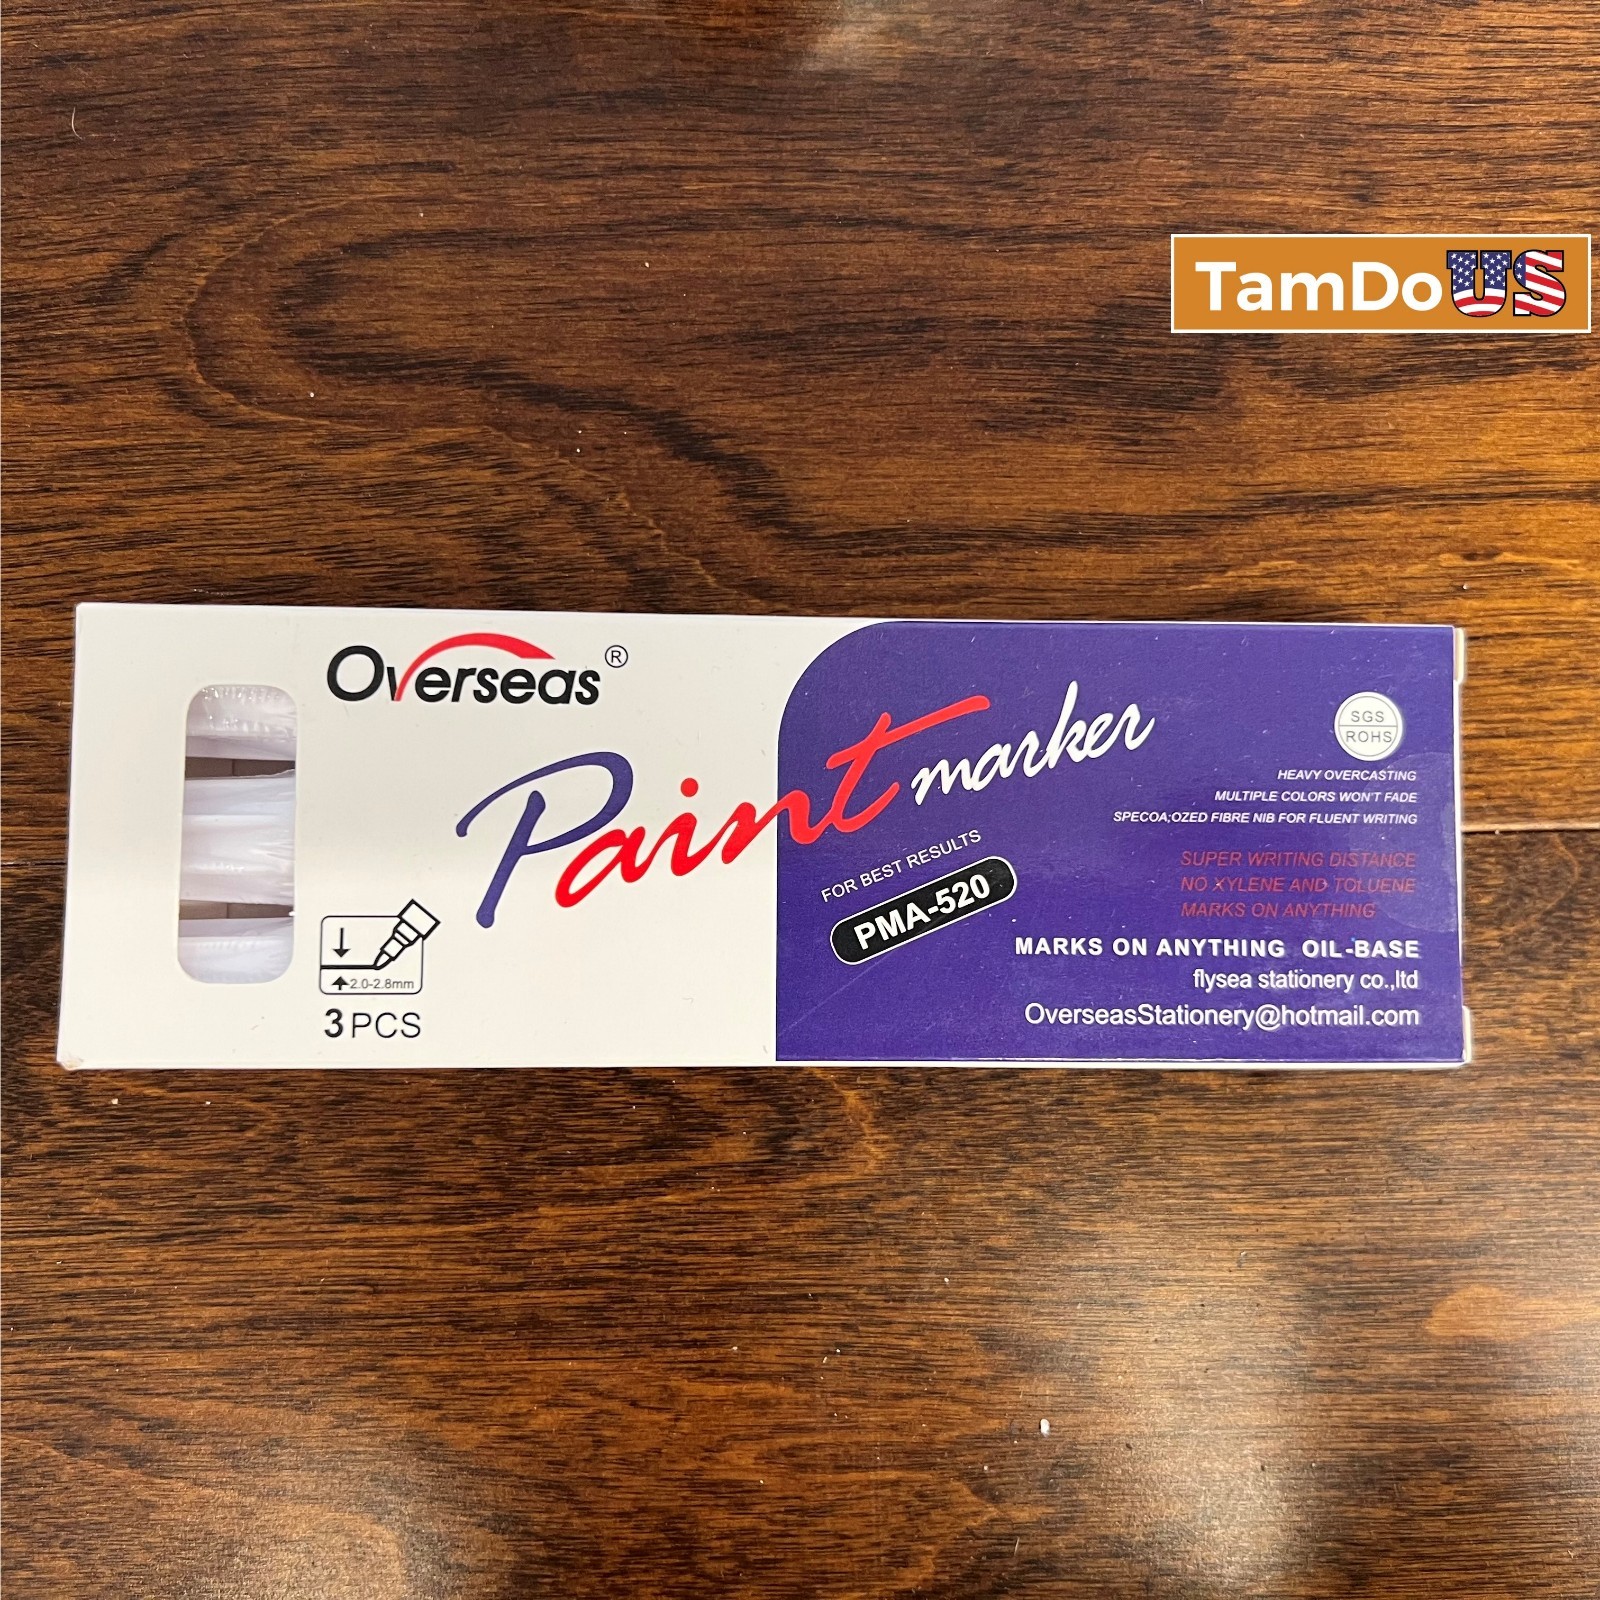 TamDoUS
Overseas®
Paint marker
SGS
ROHS
HEAVY OVERCASTING
MULTIPLE COLORS WON'T FADE
SPECOA;OZED FIBRE NIB FOR FLUENT WRITING
FOR BEST RESULTS
PMA-520
SUPER WRITING DISTANCE
NO XYLENE AND TOLUENE
MARKS ON ANYTHING
MARKS ON ANYTHING OIL-BASE
flysea stationery co.,ltd
OverseasStationery@hotmail.com
2.0-2.8mm
3PCS